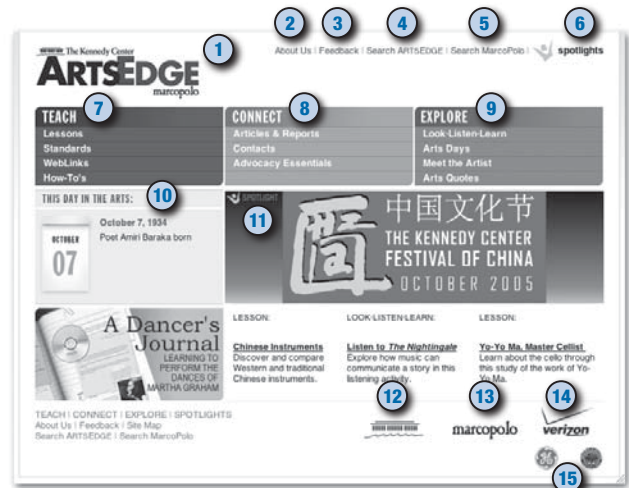 2 3 4 5 6
1
The Kennedy Center
ARTSEDGE
marcopolo
About Us | Feedback | Search ARTSEDGE | Search MarcoPolo | spotlights
7 8 9
TEACH
Lessons
Standards
WebLinks
How-To's
CONNECT
Articles & Reports
Contacts
Advocacy Essentials
EXPLORE
Look-Listen-Learn
Arts Days
Meet the Artist
Arts Quotes
10
THIS DAY IN THE ARTS:
OCTOBER
07
October 7, 1934
Poet Amiri Baraka born
SPOTLIGHT
11
中国文化节
THE KENNEDY CENTER
FESTIVAL OF CHINA
OCTOBER 2005
A Dancer's
Journal
LEARNING TO
PERFORM THE
DANCES OF
MARTHA GRAHAM
LESSON:
Chinese Instruments
Discover and compare
Western and traditional
Chinese instruments.
LOOK-LISTEN-LEARN:
Listen to The Nightingale
Explore how music can
communicate a story in this
listening activity.
LESSON:
Yo-Yo Ma, Master Cellist
Learn about the cello through
this study of the work of Yo-
Yo Ma.
TEACH | CONNECT | EXPLORE | SPOTLIGHTS
About Us | Feedback | Site Map
Search ARTSEDGE | Search MarcoPolo
12 13 14
marcopolo
verizon
15